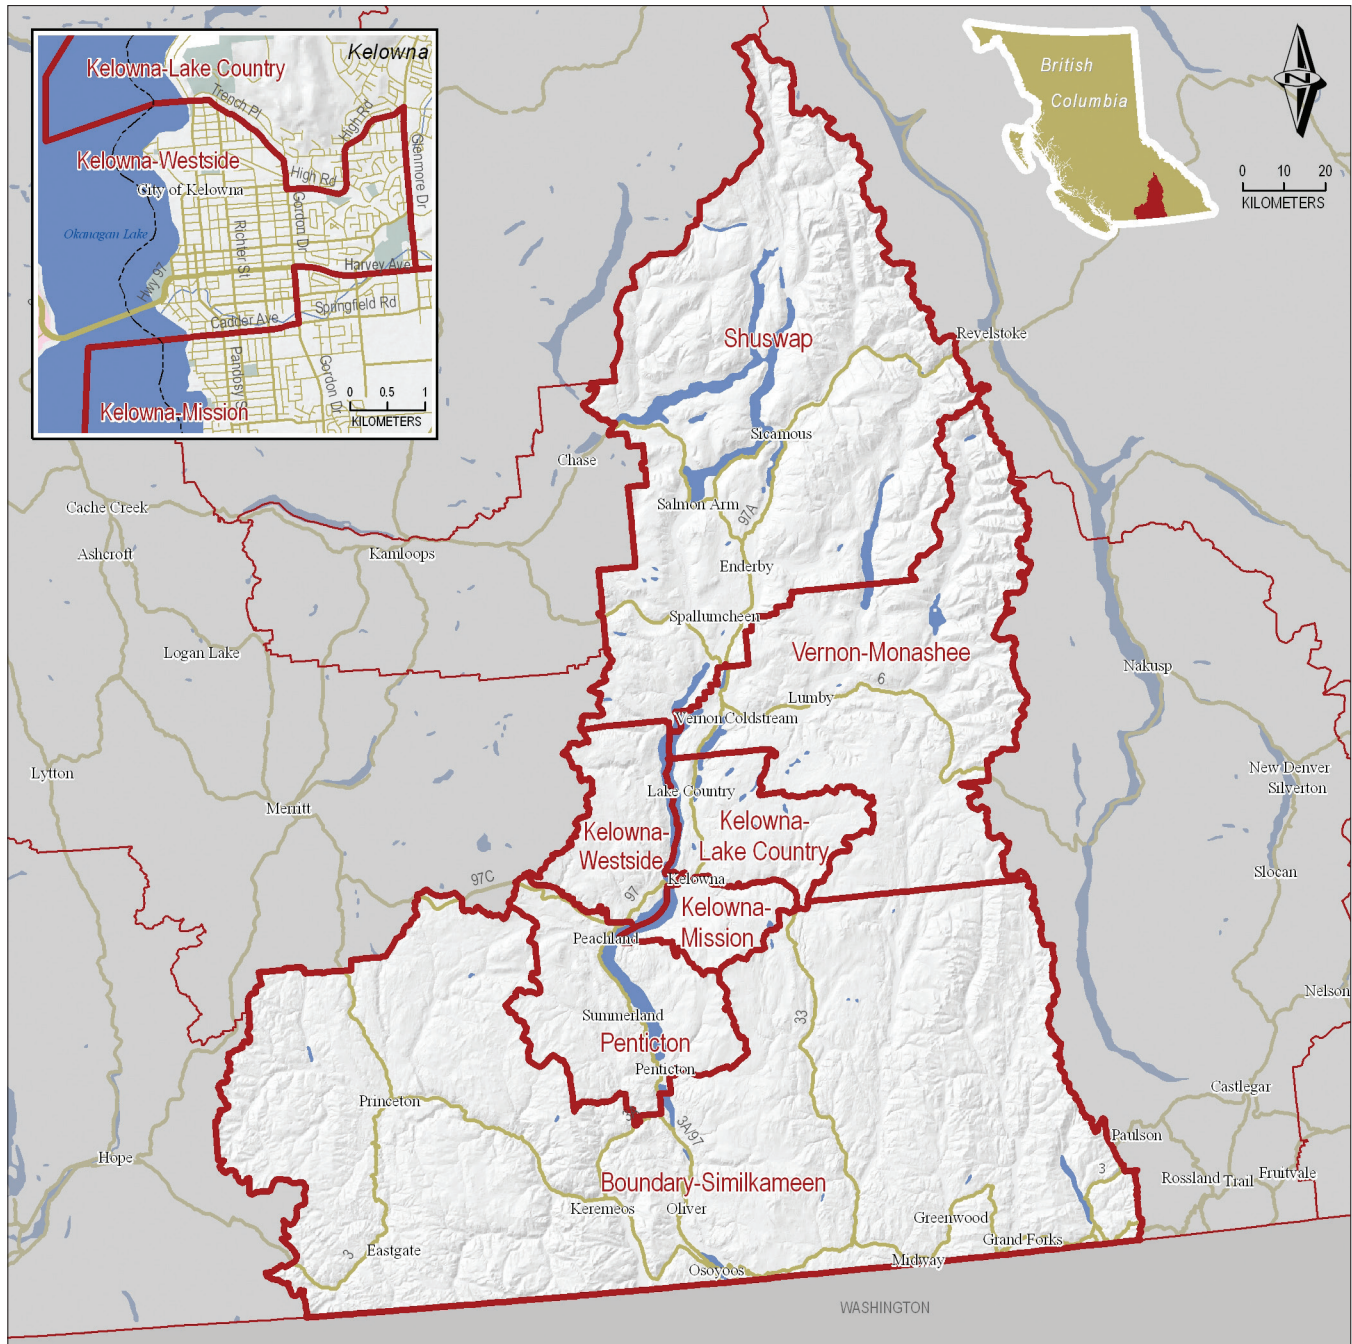 Kelowna
Kelowna-Lake Country
Trench Pl
High Rd
Glenmore Dr
Kelowna-Westside
City of Kelowna
High Rd
Gordon Dr
Okanagan Lake
Richter St
Harvey Ave
Hwy 97
Springfield Rd
Cadder Ave
Pandosy S
Gordon Dr
Kelowna-Mission
0 0.5 1
KILOMETERS
British
Columbia
N
0 10 20
KILOMETERS
Revelstoke
Shuswap
Sicamous
Chase
Salmon Arm
97A
Cache Creek
Ashcroft
Kamloops
Enderby
Spallumcheen
Logan Lake
Vernon-Monashee
Nakusp
6
Lumby
Vernon
Coldstream
Lytton
Merritt
Lake Country
New Denver
Silverton
Kelowna-
Westside
Kelowna-
Lake Country
97C
Kelowna
97
Slocan
Kelowna-
Mission
Peachland
Nelson
Summerland
33
Penticton
Penticton
Princeton
Castlegar
3A/97
Paulson
Hope
3
Rossland
Trail
Fruitvale
Boundary-Similkameen
Keremeos
Oliver
Greenwood
Grand Forks
3
Eastgate
Midway
Osoyoos
WASHINGTON